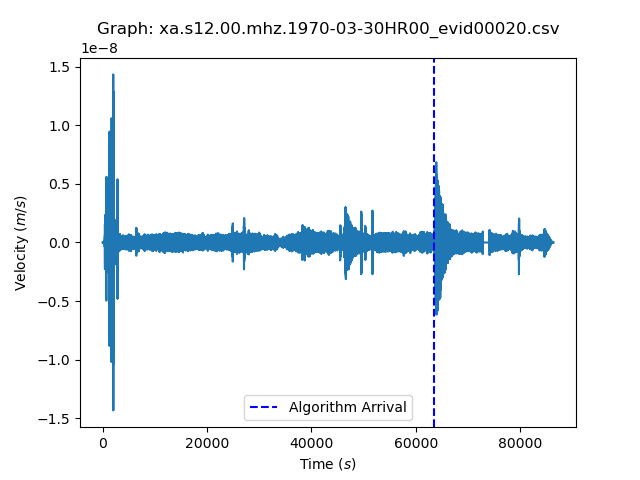 Graph: xa.s12.00.mhz.1970-03-30HR00_evid00020.csv
1e−8
1.5
1.0
0.5
0.0
−0.5
−1.0
−1.5
Velocity (m/s)
0 20000 40000 60000 80000
Time (s)
Algorithm Arrival